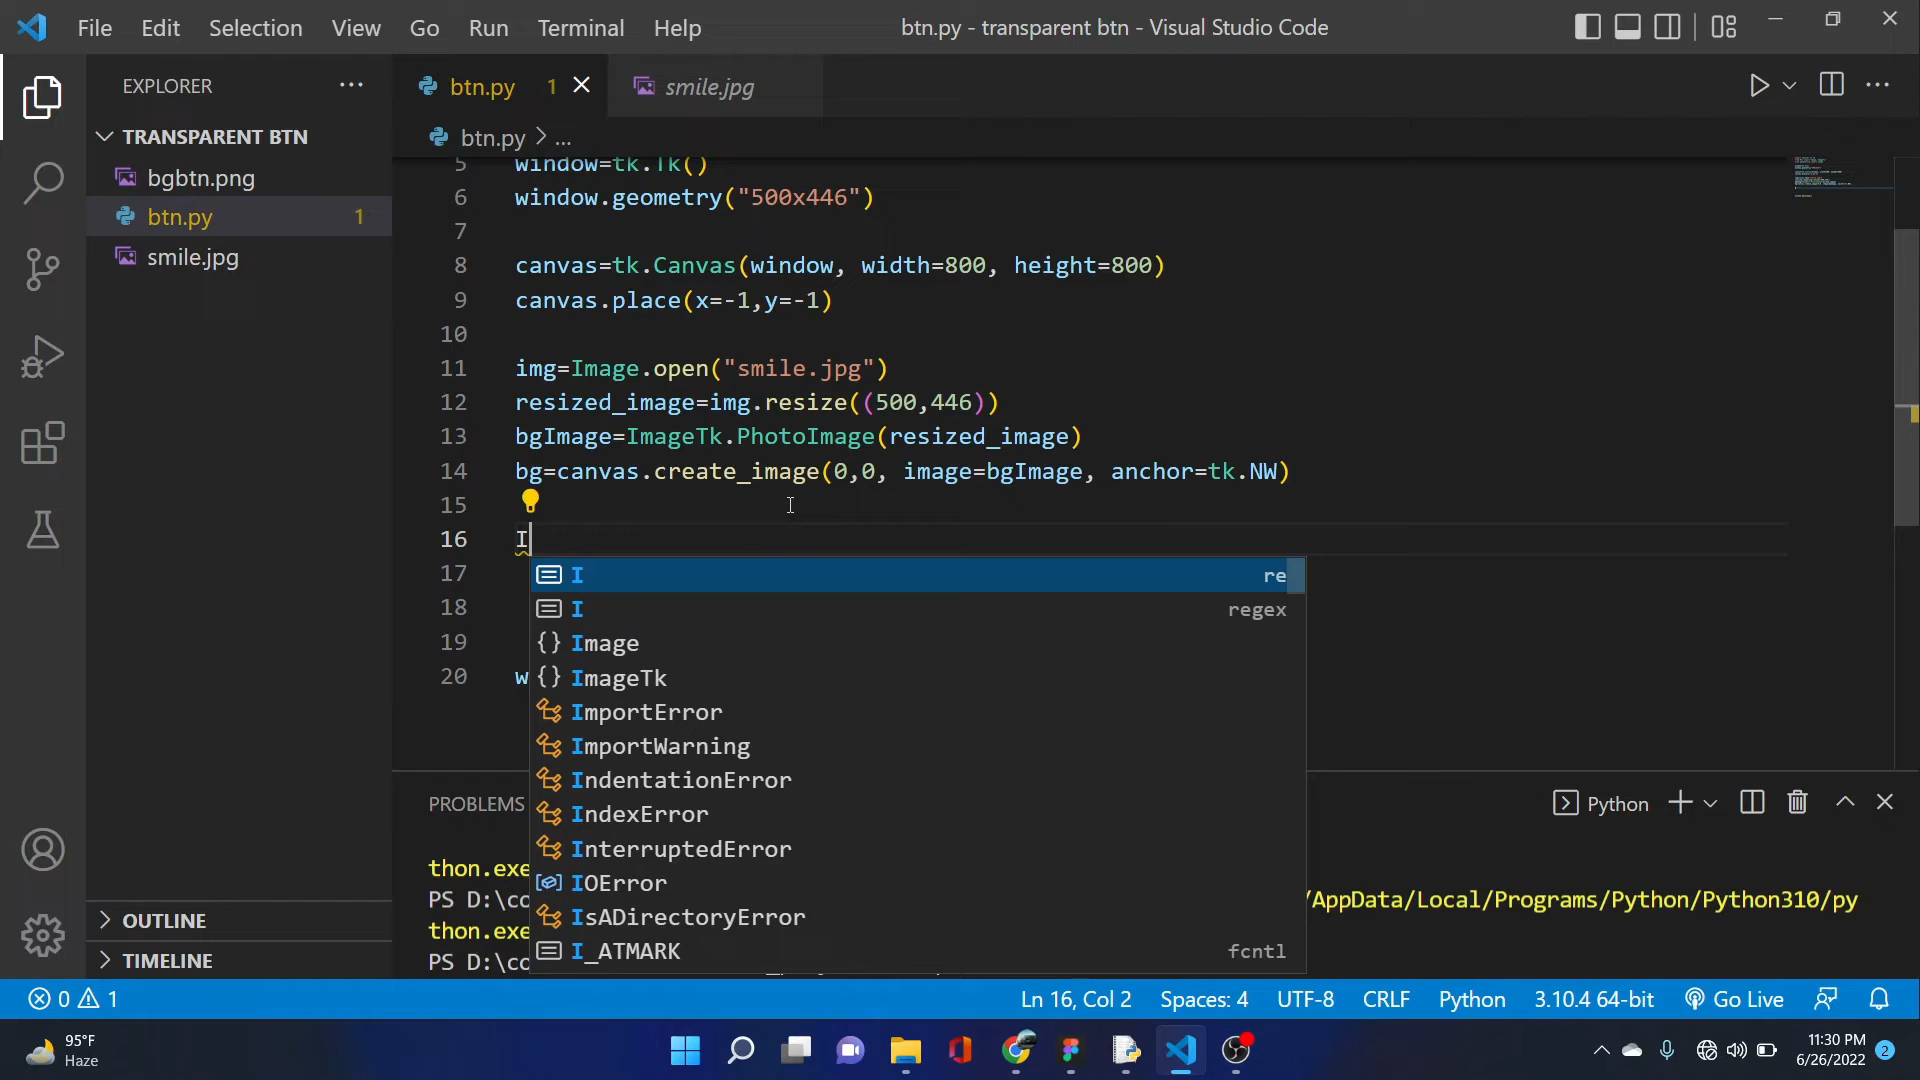 File Edit Selection View Go Run Terminal Help btn.py - transparent btn - Visual Studio Code
EXPLORER ···
btn.py 1
smile.jpg
TRANSPARENT BTN
btn.py > ...
bgbtn.png
btn.py 1
smile.jpg
5 window=tk.Tk()
6 window.geometry("500x446")
7
8 canvas=tk.Canvas(window, width=800, height=800)
9 canvas.place(x=-1,y=-1)
10
11 img=Image.open("smile.jpg")
12 resized_image=img.resize((500,446))
13 bgImage=ImageTk.PhotoImage(resized_image)
14 bg=canvas.create_image(0,0, image=bgImage, anchor=tk.NW)
15
16 I
17
18
19
20 w
I re
I regex
Image
ImageTk
ImportError
ImportWarning
IndentationError
IndexError
InterruptedError
IOError
IsADirectoryError
I_ATMARK fcntl
PROBLEMS
Python
thon.exe
PS D:\co /AppData/Local/Programs/Python/Python310/py
thon.exe
PS D:\co
OUTLINE
TIMELINE
0 1 Ln 16, Col 2 Spaces: 4 UTF-8 CRLF Python 3.10.4 64-bit Go Live
95°F
Haze
11:30 PM
6/26/2022 2